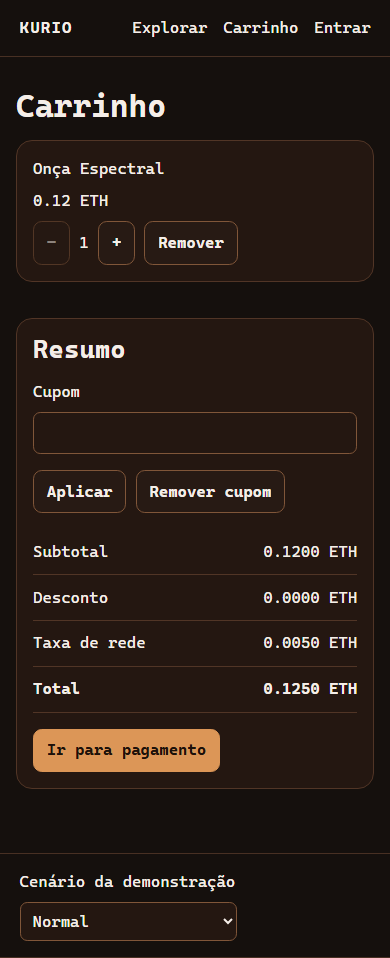 KURIO Explorar Carrinho Entrar
Carrinho
Onça Espectral
0.12 ETH
− 1 + Remover
Resumo
Cupom
Aplicar Remover cupom
Subtotal 0.1200 ETH
Desconto 0.0000 ETH
Taxa de rede 0.0050 ETH
Total 0.1250 ETH
Ir para pagamento
Cenário da demonstração
Normal